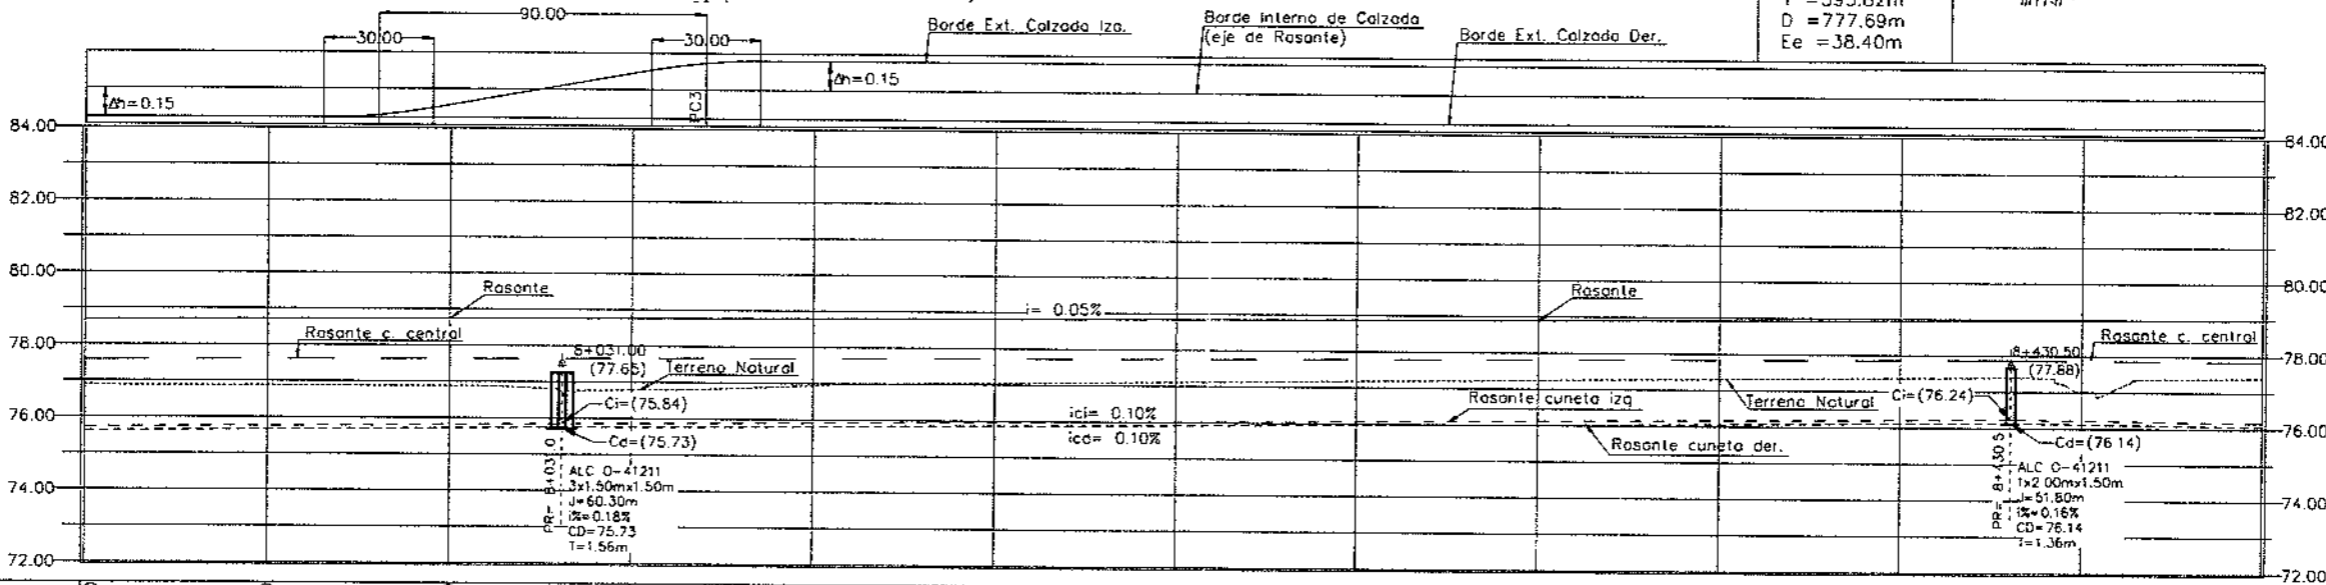 90.00
30.00
30.00
Borde Ext. Calzada Izq.
Borde Interno de Calzada
(eje de Rasante)
Borde Ext. Calzada Der.
D =777.69m
Ee =38.40m
Δh=0.15
Δh=0.15
PC3
84.00
84.00
82.00
82.00
80.00
80.00
Rasante
i= 0.05%
Rasante
Rasante c. central
Rasante c. central
78.00
78.00
8+031.00
(77.65)
Terreno Natural
8+430.50
(77.88)
Ci=(75.84)
Cd=(75.73)
ici= 0.10%
icd= 0.10%
Rasante cuneta izq
Rasante cuneta der.
Terreno Natural
Ci=(76.24)
Cd=(76.14)
76.00
76.00
PR= 8+031.0
ALC O-41211
3x1.50mx1.50m
J=60.30m
i%=0.18%
CD=75.73
T=1.56m
PR= 8+430.5
ALC O-41211
1x2.00mx1.50m
J=51.80m
i%=0.16%
CD=76.14
T=1.36m
74.00
74.00
72.00
72.00